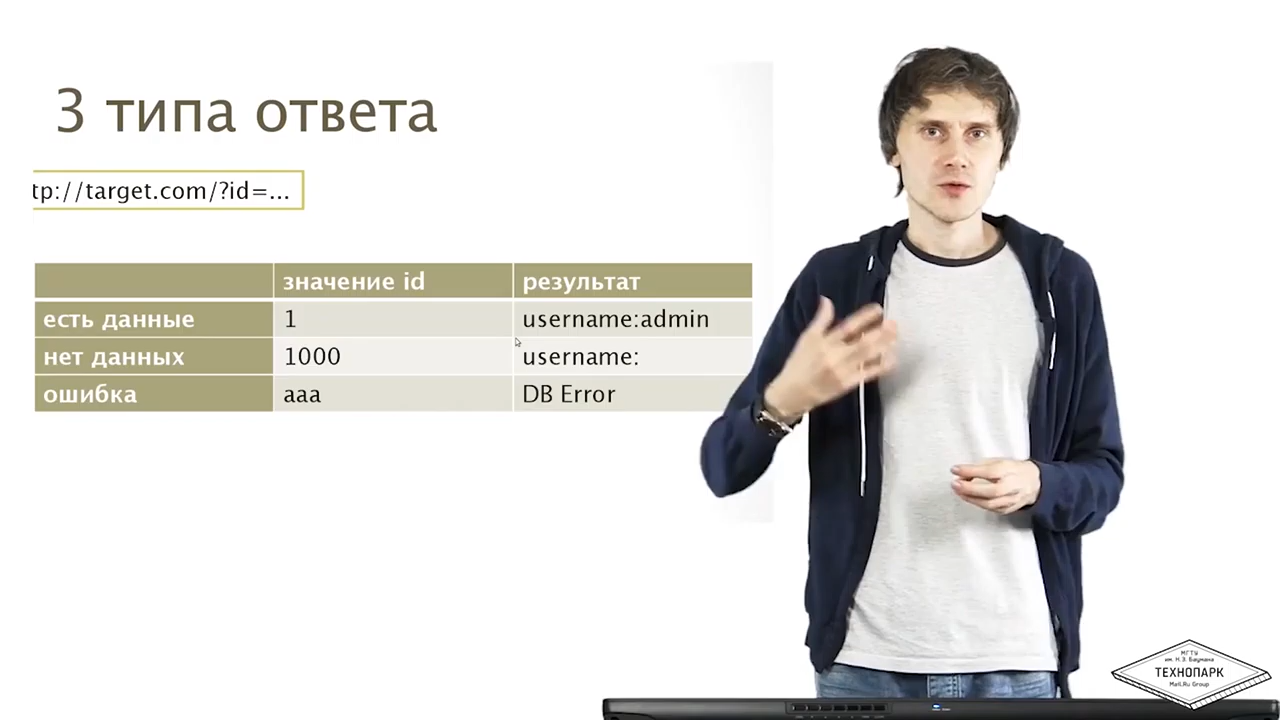 3 типа ответа
tp://target.com/?id=...
значение id результат
есть данные 1 username:admin
нет данных 1000 username:
ошибка aaa DB Error
МГТУ
им. Н.Э. Баумана
ТЕХНОПАРК
Mail.Ru Group